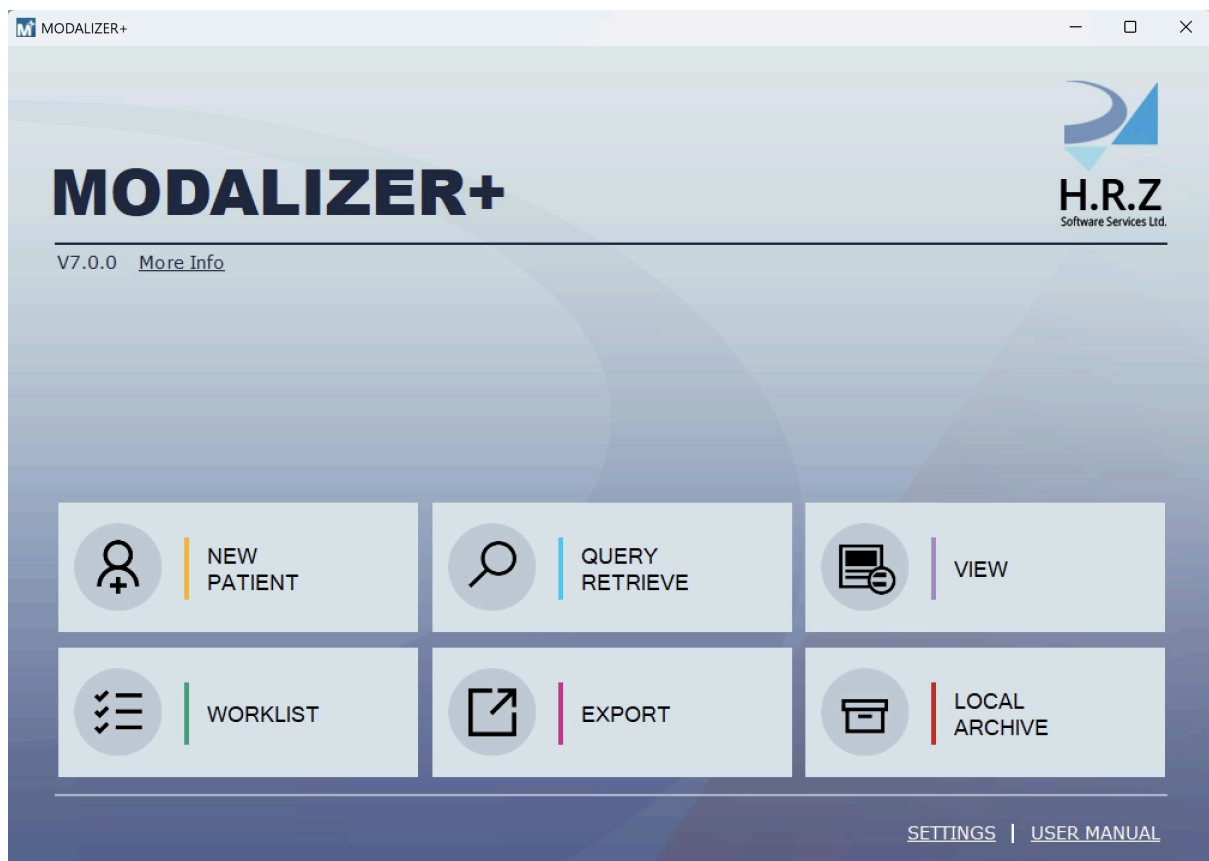 MODALIZER+
H.R.Z
Software Services Ltd.
MODALIZER+
V7.0.0 More Info
NEW
PATIENT
QUERY
RETRIEVE
VIEW
WORKLIST
EXPORT
LOCAL
ARCHIVE
SETTINGS | USER MANUAL